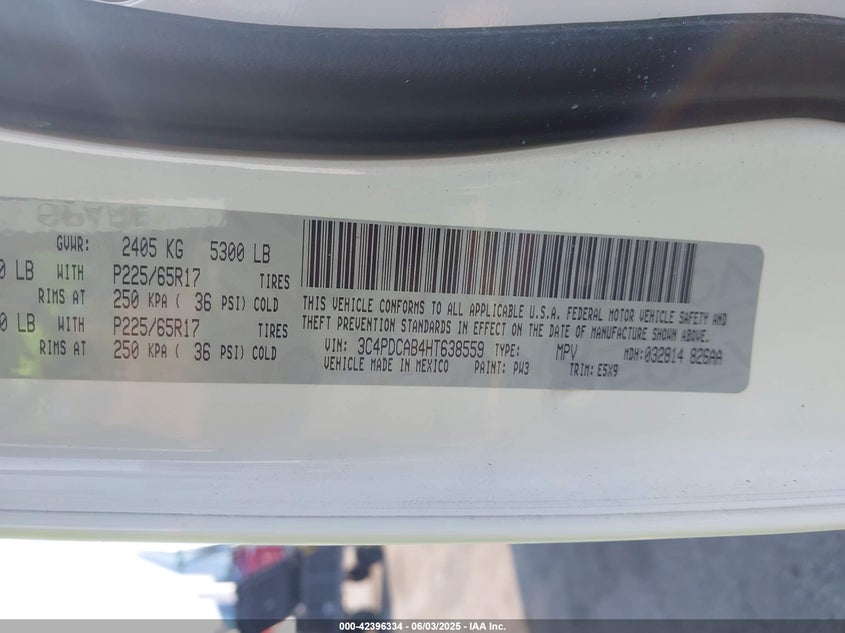 SPARE
GVWR: 2405 KG 5300 LB
0 LB WITH P225/65R17 TIRES
RIMS AT 250 KPA ( 36 PSI) COLD
0 LB WITH P225/65R17 TIRES
RIMS AT 250 KPA ( 36 PSI) COLD
THIS VEHICLE CONFORMS TO ALL APPLICABLE U.S.A. FEDERAL MOTOR VEHICLE SAFETY AND
THEFT PREVENTION STANDARDS IN EFFECT ON THE DATE OF MANUFACTURE SHOWN ABOVE.
VIN: 3C4PDCAB4HT638559 TYPE: MPV MDH: 032814 826AA
VEHICLE MADE IN MEXICO PAINT: PW3 TRIM: E5X9
000-42396334 - 06/03/2025 - IAA Inc.